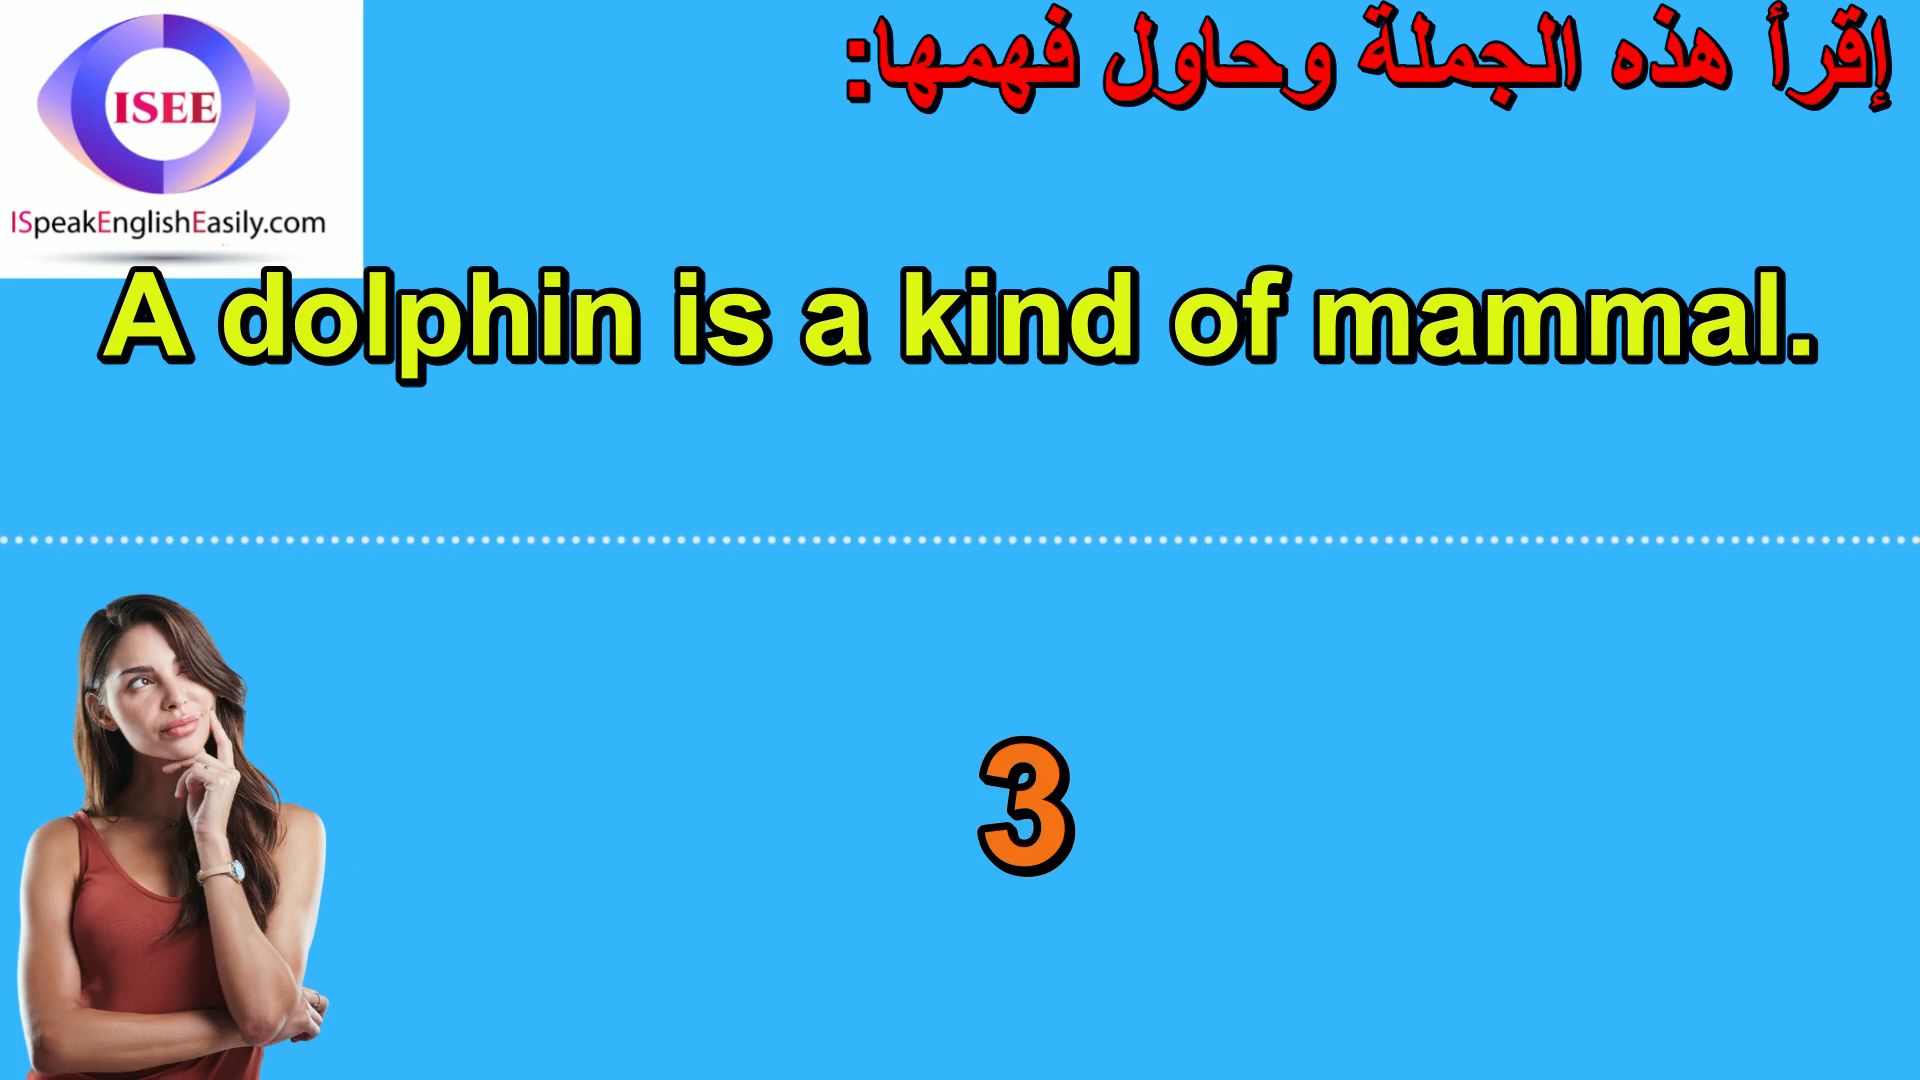 إقرأ هذه الجملة وحاول فهمها:
ISEE
ISpeakEnglishEasily.com
A dolphin is a kind of mammal.
3